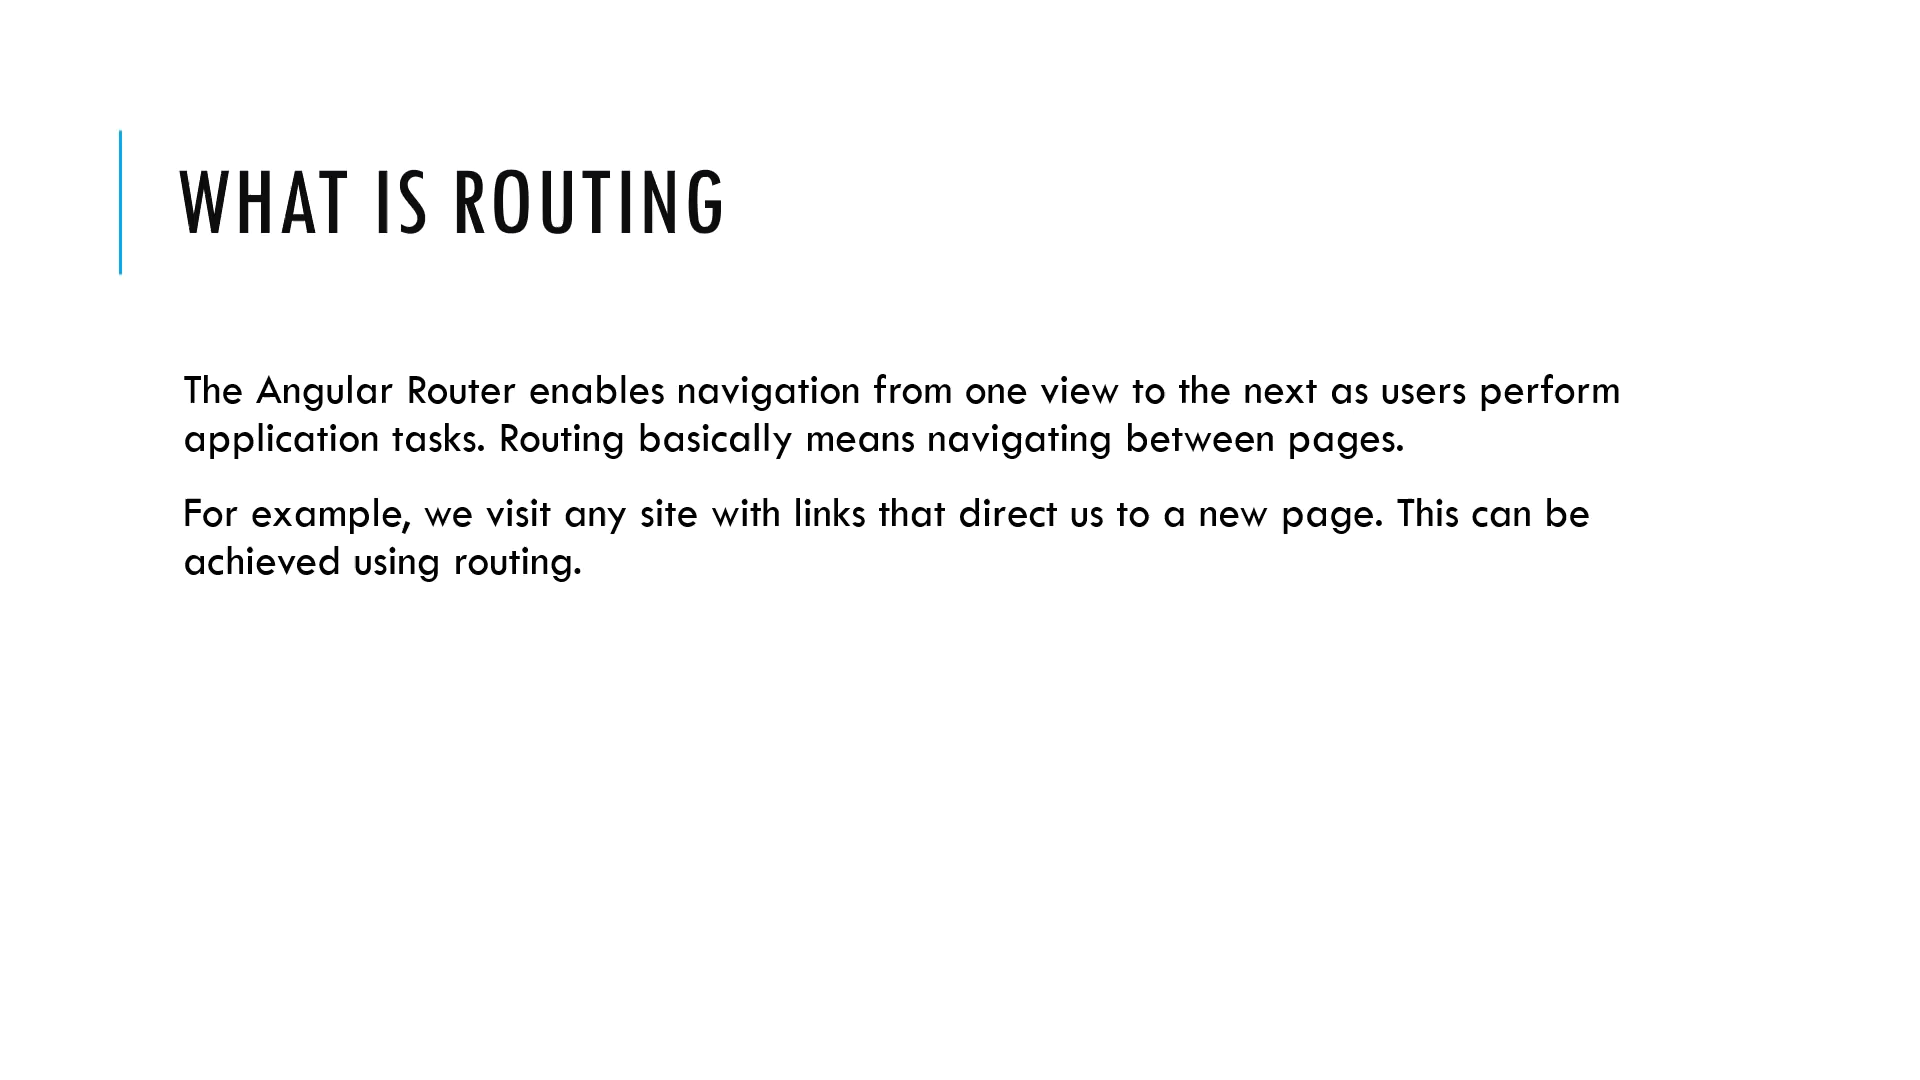 WHAT IS ROUTING
The Angular Router enables navigation from one view to the next as users perform
application tasks. Routing basically means navigating between pages.
For example, we visit any site with links that direct us to a new page. This can be
achieved using routing.